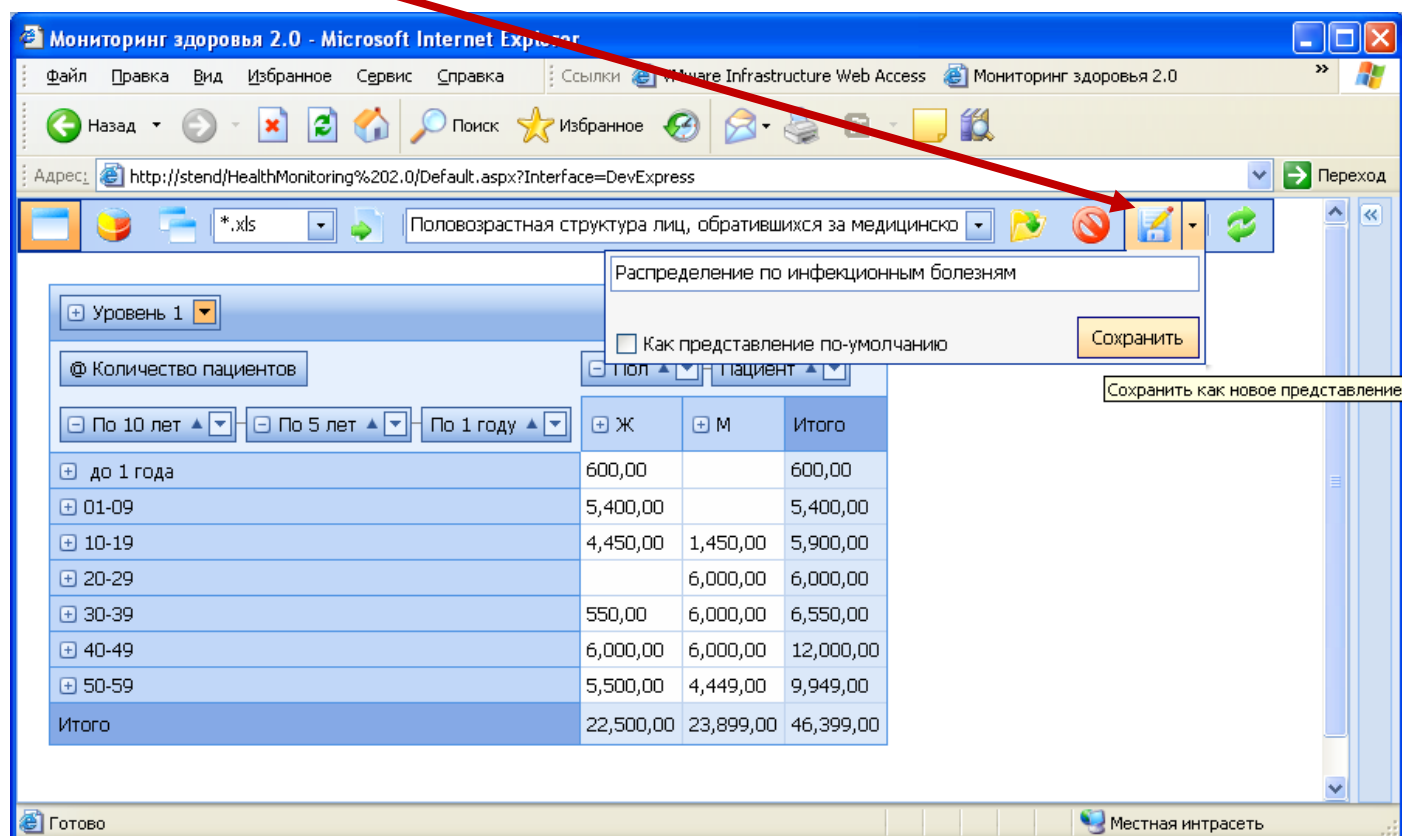 Мониторинг здоровья 2.0 - Microsoft Internet Explorer
Файл Правка Вид Избранное Сервис Справка Ссылки VMware Infrastructure Web Access Мониторинг здоровья 2.0 »
Назад Поиск Избранное
Адрес: http://stend/HealthMonitoring%202.0/Default.aspx?Interface=DevExpress Переход
*.xls Половозрастная структура лиц, обратившихся за медицинско «
Распределение по инфекционным болезням
Уровень 1
Как представление по-умолчанию Сохранить
@ Количество пациентов Пол Пациент
Сохранить как новое представление
По 10 лет По 5 лет По 1 году Ж М Итого
до 1 года 600,00 600,00
01-09 5,400,00 5,400,00
10-19 4,450,00 1,450,00 5,900,00
20-29 6,000,00 6,000,00
30-39 550,00 6,000,00 6,550,00
40-49 6,000,00 6,000,00 12,000,00
50-59 5,500,00 4,449,00 9,949,00
Итого 22,500,00 23,899,00 46,399,00
Готово Местная интрасеть